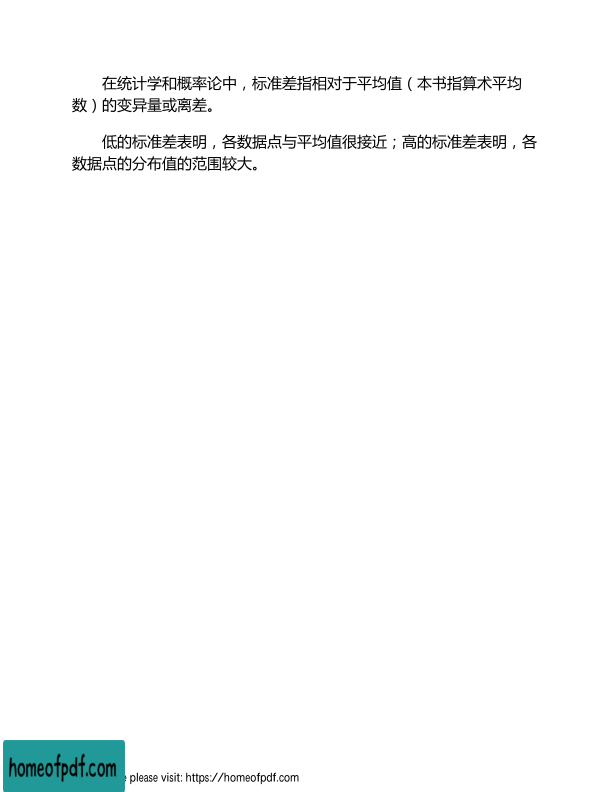 在统计学和概率论中，标准差指相对于平均值（本书指算术平均
数）的变异量或离差。
低的标准差表明，各数据点与平均值很接近；高的标准差表明，各
数据点的分布值的范围较大。
homeofpdf.com
please visit: https://homeofpdf.com